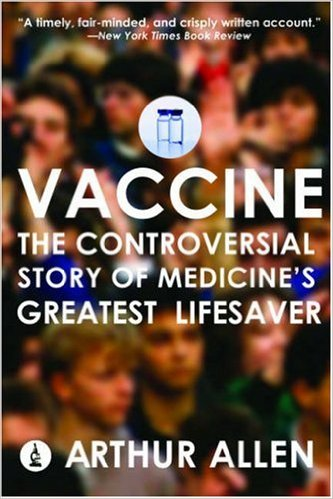 “A timely, fair-minded, and crisply written account.”
—New York Times Book Review
VACCINE
THE CONTROVERSIAL
STORY OF MEDICINE’S
GREATEST LIFESAVER
ARTHUR ALLEN